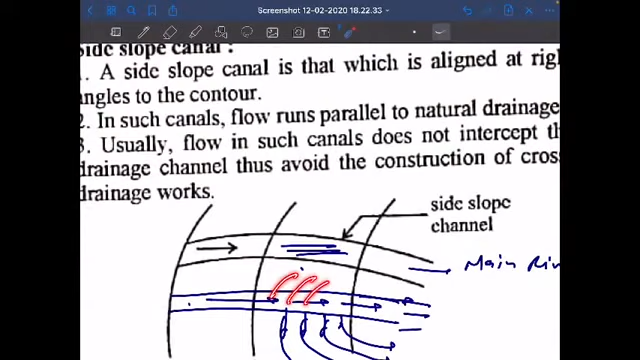 Screenshot 12-02-2020 18.22.33
Side slope canal :
1. A side slope canal is that which is aligned at righ
angles to the contour.
2. In such canals, flow runs parallel to natural drainage
3. Usually, flow in such canals does not intercept th
drainage channel thus avoid the construction of cross
drainage works.
side slope
channel
Main Riv